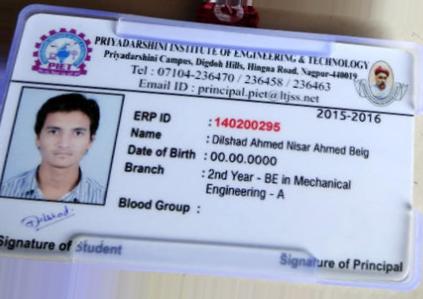 PIET
PRIYADARSHINI INSTITUTE OF ENGINEERING & TECHNOLOGY
Priyadarshini Campus, Digdoh Hills, Hingna Road, Nagpur-440019
Tel : 07104-236470 / 236458 / 236463
Email ID : principal.piet@ltjss.net
2015-2016
ERP ID : 140200295
Name : Dilshad Ahmed Nisar Ahmed Beig
Date of Birth : 00.00.0000
Branch : 2nd Year - BE in Mechanical
Engineering - A
Blood Group :
Dilshad
Signature of Student
Signature of Principal